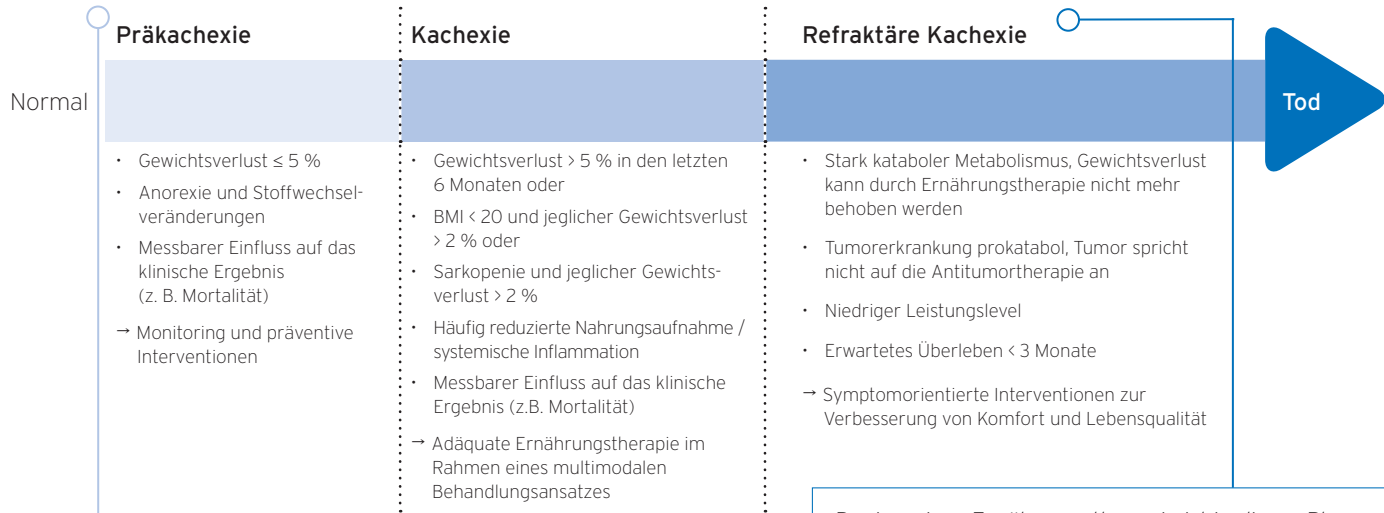 Normal
Präkachexie
• Gewichtsverlust ≤ 5 %
• Anorexie und Stoffwechsel-
veränderungen
• Messbarer Einfluss auf das
klinische Ergebnis
(z. B. Mortalität)
→ Monitoring und präventive
Interventionen
Kachexie
• Gewichtsverlust > 5 % in den letzten
6 Monaten oder
• BMI < 20 und jeglicher Gewichtsverlust
> 2 % oder
• Sarkopenie und jeglicher Gewichts-
verlust > 2 %
• Häufig reduzierte Nahrungsaufnahme /
systemische Inflammation
• Messbarer Einfluss auf das klinische
Ergebnis (z.B. Mortalität)
→ Adäquate Ernährungstherapie im
Rahmen eines multimodalen
Behandlungsansatzes
Refraktäre Kachexie
• Stark kataboler Metabolismus, Gewichtsverlust
kann durch Ernährungstherapie nicht mehr
behoben werden
• Tumorerkrankung prokatabol, Tumor spricht
nicht auf die Antitumortherapie an
• Niedriger Leistungslevel
• Erwartetes Überleben < 3 Monate
→ Symptomorientierte Interventionen zur
Verbesserung von Komfort und Lebensqualität
Tod